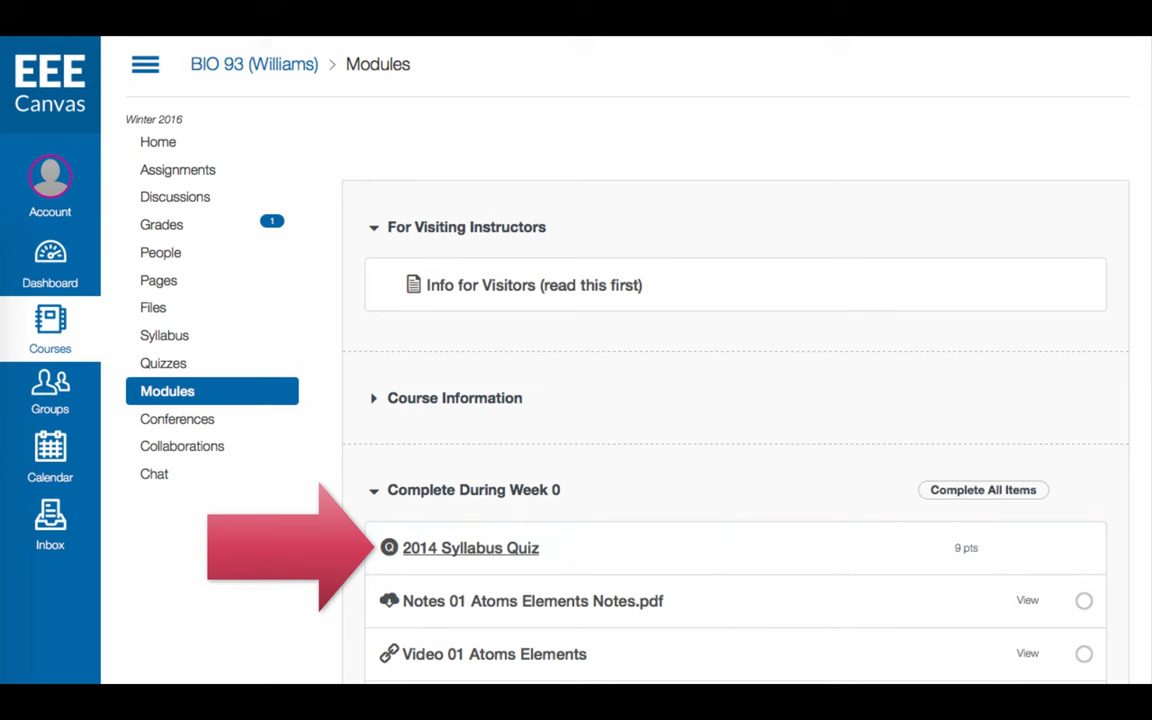 EEE
Canvas
Account
Dashboard
Courses
Groups
Calendar
Inbox
BIO 93 (Williams) > Modules
Winter 2016
Home
Assignments
Discussions
Grades 1
People
Pages
Files
Syllabus
Quizzes
Modules
Conferences
Collaborations
Chat
For Visiting Instructors
Info for Visitors (read this first)
Course Information
Complete During Week 0 Complete All Items
Q 2014 Syllabus Quiz 9 pts
Notes 01 Atoms Elements Notes.pdf View
Video 01 Atoms Elements View